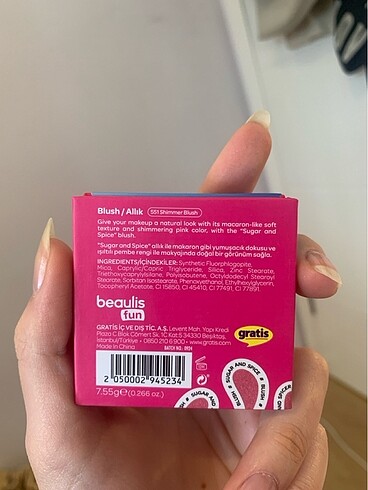 Blush / Allık 551 Shimmer Blush
Give your makeup a natural look with its macaron-like soft
texture and shimmering pink color, with the "Sugar and
Spice" blush.
"Sugar and Spice" allık ile makaron gibi yumuşacık dokusu ve
ışıltılı pembe rengi ile makyajında doğal bir görünüm sağla.
INGREDIENTS/İÇİNDEKİLER: Synthetic Fluorphlogopite,
Mica, Caprylic/Capric Triglyceride, Silica, Zinc Stearate,
Triethoxycaprylylsilane, Polyisobutene, Octyldodecyl Stearoyl
Stearate, Sorbitan Isostearate, Phenoxyethanol, Ethylhexylglycerin,
Tocopheryl Acetate, CI 15850, CI 45410, CI 77491, CI 77891.
beaulis
fun
GRATİS İÇ VE DIŞ TİC. A.Ş. Levent Mah. Yapı Kredi
Plaza C Blok Cömert Sk. 1C Kat:5 34330 Beşiktaş,
İstanbul/Türkiye • 0850 210 6 900 • www.gratis.com
Made In China
gratis
2 050002 945234
7.55g℮(0.266 oz.)
SUGAR AND SPICE
BLUSH